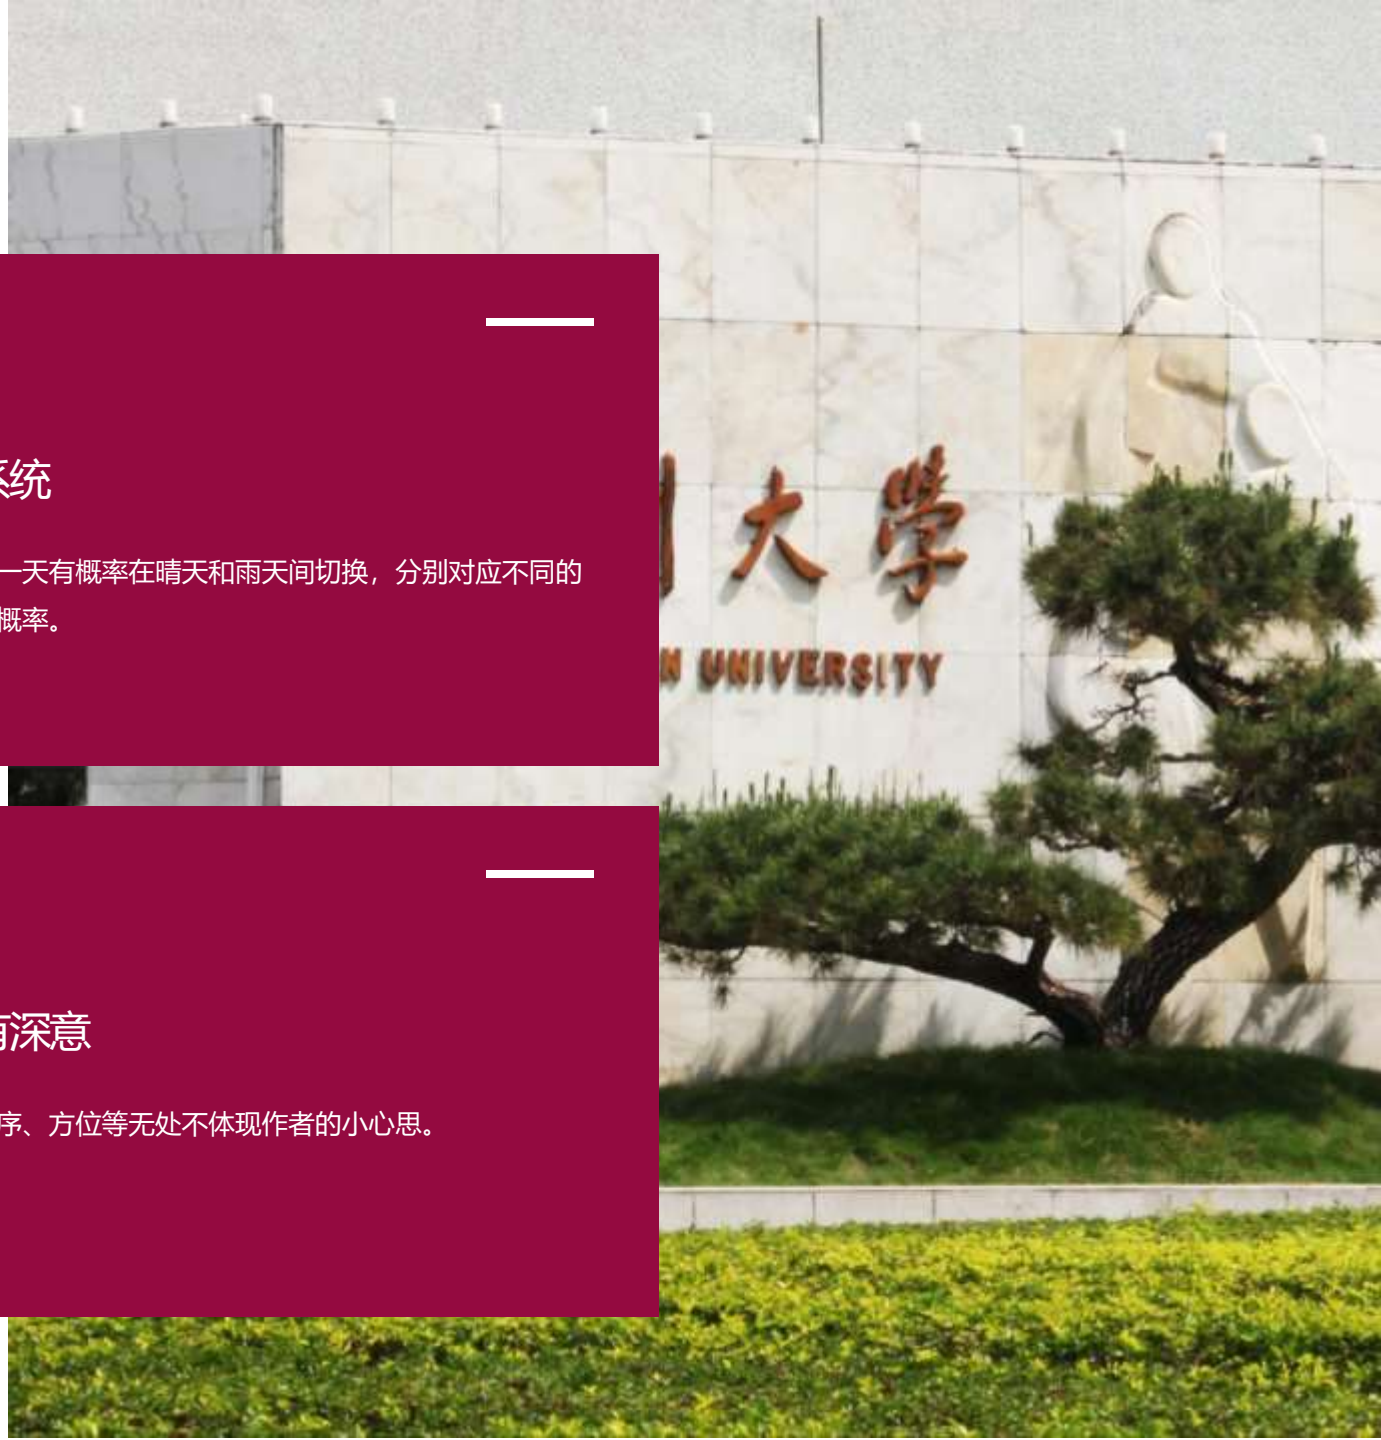 系统
一天有概率在晴天和雨天间切换，分别对应不同的
概率。
大學
N UNIVERSITY
有深意
序、方位等无处不体现作者的小心思。